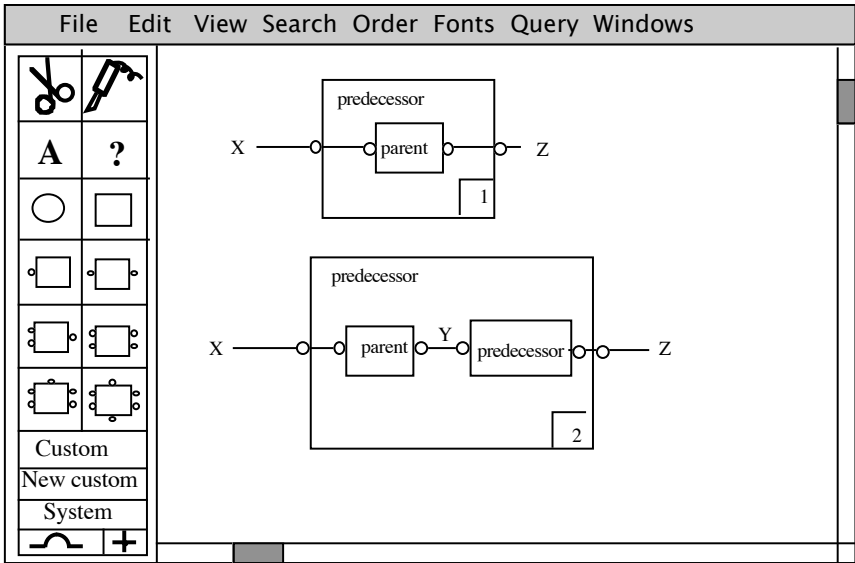 File Edit View Search Order Fonts Query Windows
A ?
Custom
New custom
System
predecessor
X parent Z
1
predecessor
X parent Y predecessor Z
2